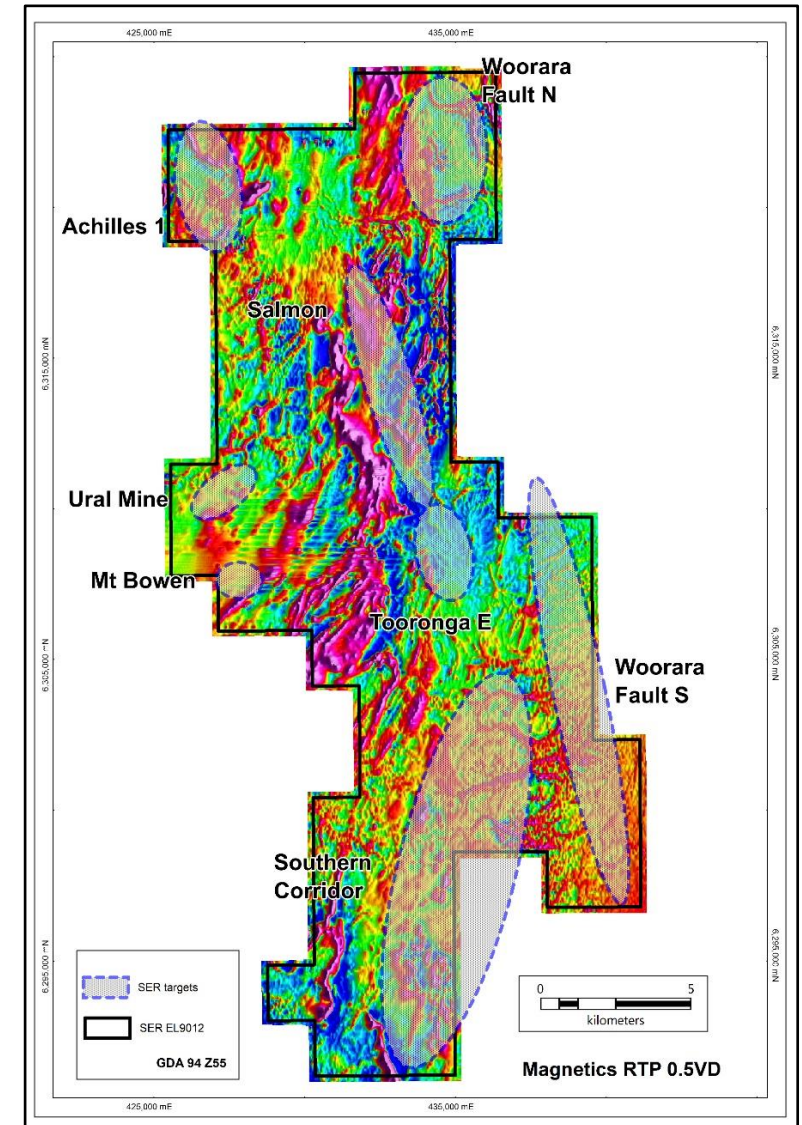 425,000 mE
435,000 mE
Woorara
Fault N
Achilles 1
Salmon
6,315,000 mN
6,315,000 mN
Ural Mine
Mt Bowen
Tooronga E
6,305,000 mN
6,305,000 mN
Woorara
Fault S
Southern
Corridor
6,295,000 mN
6,295,000 mN
SER targets
SER EL9012
GDA 94 Z55
0
5
kilometers
Magnetics RTP 0.5VD
425,000 mE
435,000 mE